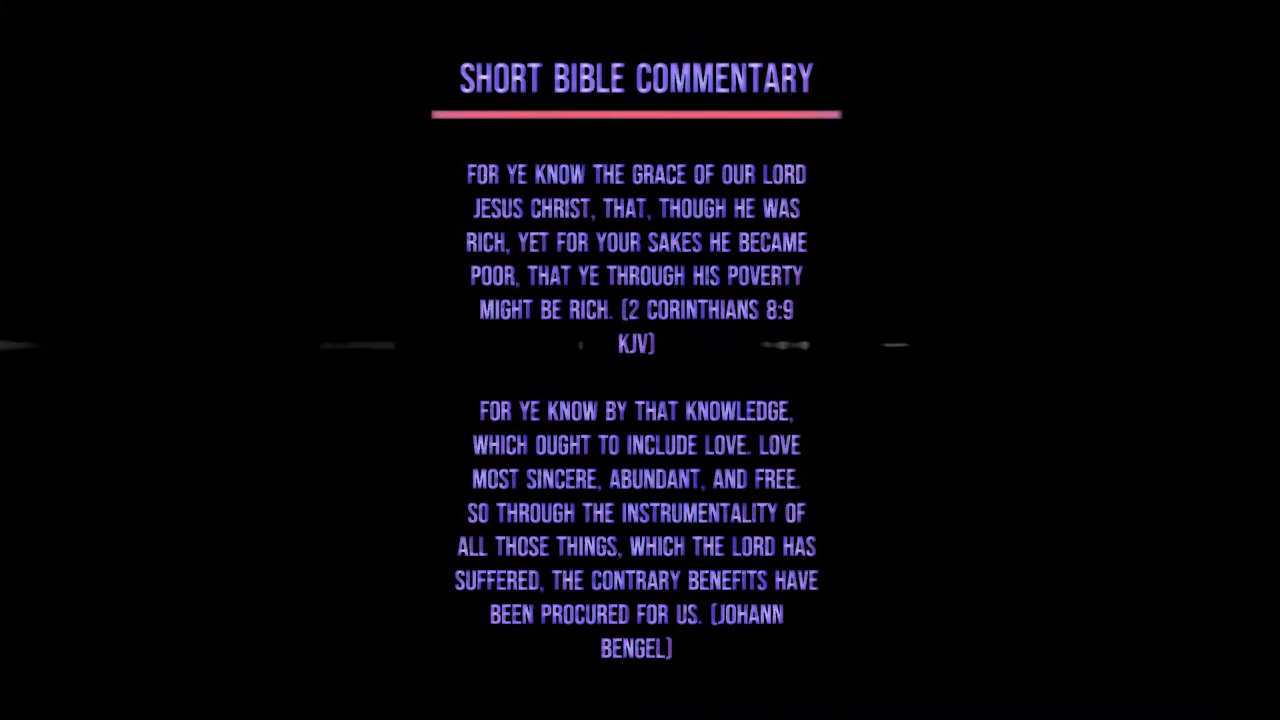 SHORT BIBLE COMMENTARY
FOR YE KNOW THE GRACE OF OUR LORD
JESUS CHRIST, THAT, THOUGH HE WAS
RICH, YET FOR YOUR SAKES HE BECAME
POOR, THAT YE THROUGH HIS POVERTY
MIGHT BE RICH. (2 CORINTHIANS 8:9
KJV)
FOR YE KNOW BY THAT KNOWLEDGE,
WHICH OUGHT TO INCLUDE LOVE. LOVE
MOST SINCERE, ABUNDANT, AND FREE.
SO THROUGH THE INSTRUMENTALITY OF
ALL THOSE THINGS, WHICH THE LORD HAS
SUFFERED, THE CONTRARY BENEFITS HAVE
BEEN PROCURED FOR US. (JOHANN
BENGEL)